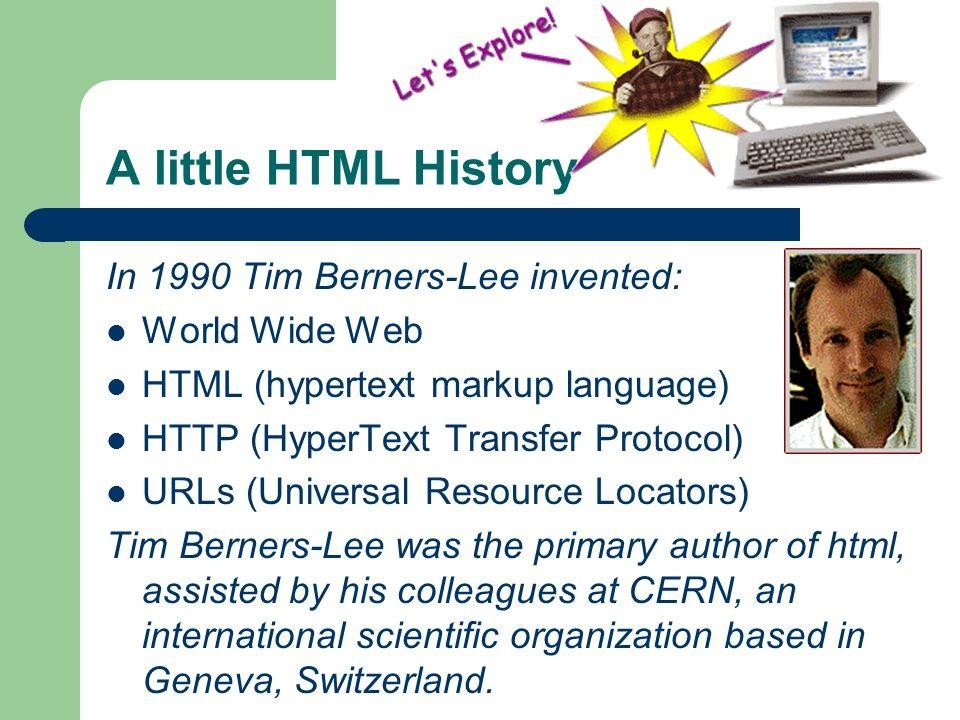 Let's Explore!
A little HTML History
In 1990 Tim Berners-Lee invented:
World Wide Web
HTML (hypertext markup language)
HTTP (HyperText Transfer Protocol)
URLs (Universal Resource Locators)
Tim Berners-Lee was the primary author of html,
assisted by his colleagues at CERN, an
international scientific organization based in
Geneva, Switzerland.